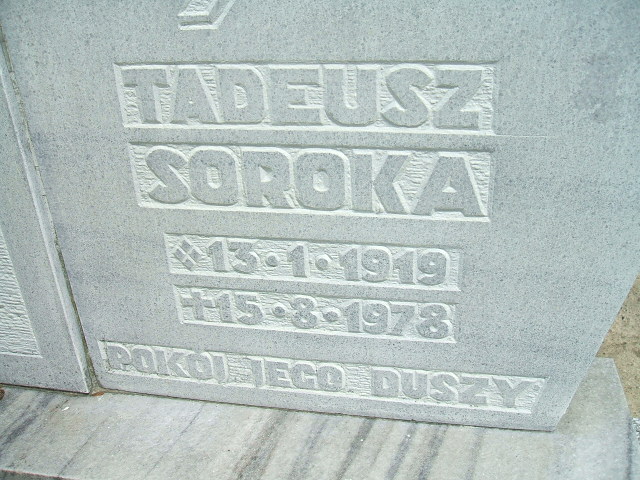 TADEUSZ
SOROKA
13·1·1919
✝15·8·1978
POKÓJ JEGO DUSZY